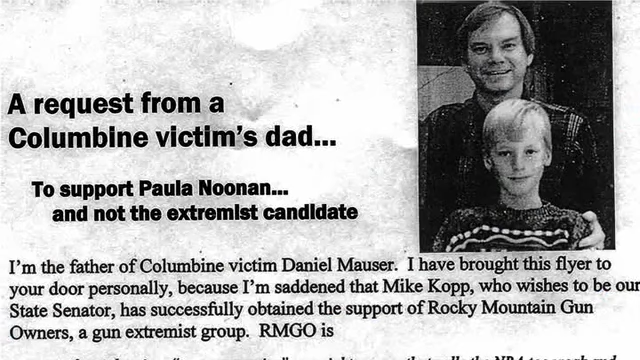 A request from a
Columbine victim's dad...
To support Paula Noonan...
and not the extremist candidate
I'm the father of Columbine victim Daniel Mauser. I have brought this flyer to
your door personally, because I'm saddened that Mike Kopp, who wishes to be our
State Senator, has successfully obtained the support of Rocky Mountain Gun
Owners, a gun extremist group. RMGO is